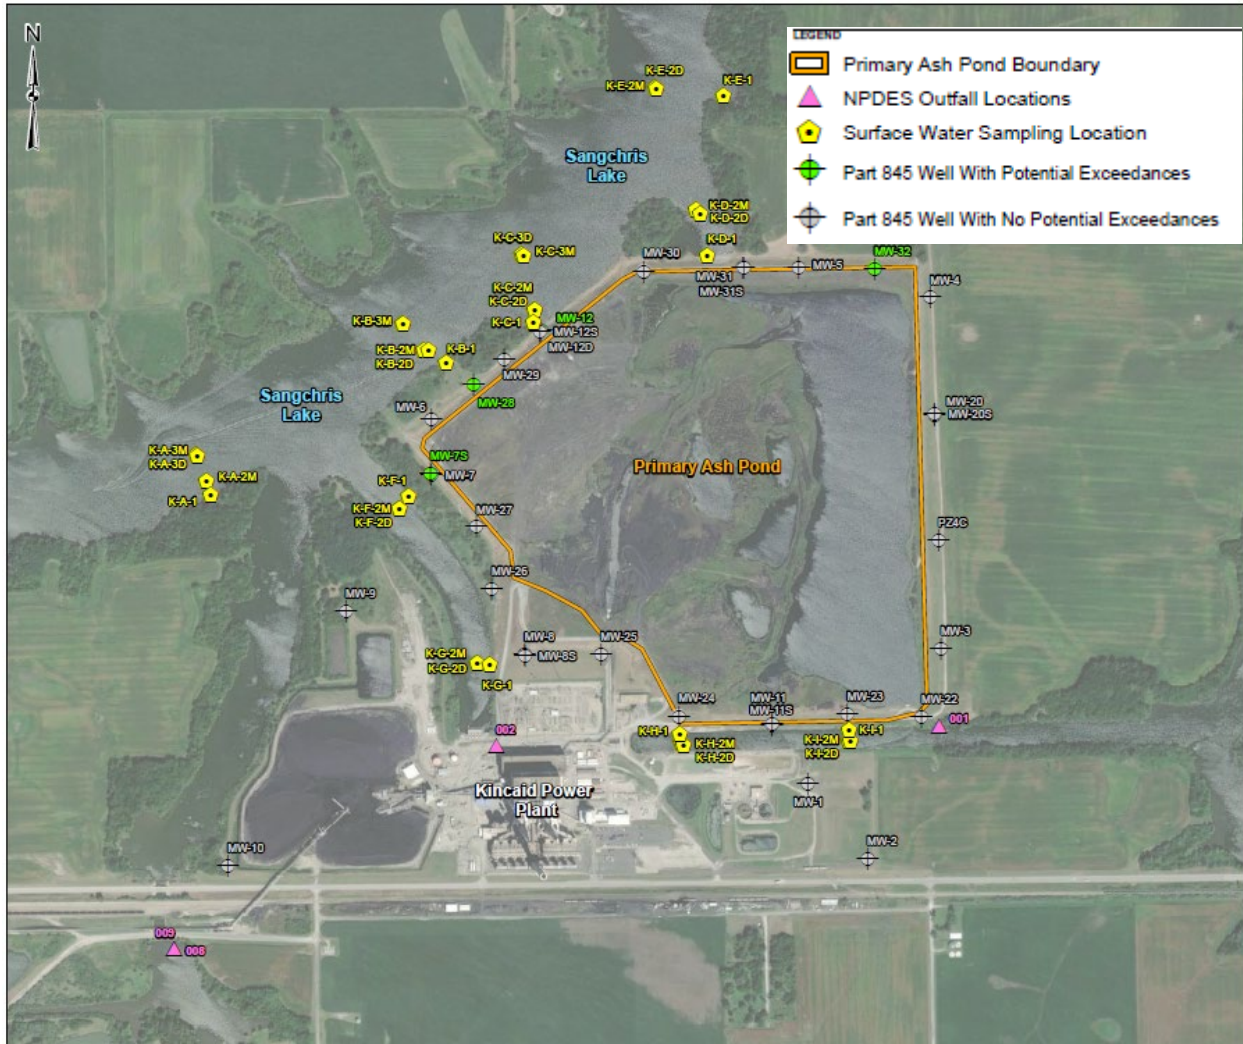 N
LEGEND
Primary Ash Pond Boundary
NPDES Outfall Locations
Surface Water Sampling Location
Part 845 Well With Potential Exceedances
Part 845 Well With No Potential Exceedances
K-E-2D
K-E-2M
K-E-1
Sangchris
Lake
K-D-2M
K-D-2D
K-D-1
K-C-3D
K-C-3M
MW-30
MW-31
MW-31S
MW-5
MW-32
MW-4
K-C-2M
K-C-2D
K-C-1
MW-12
MW-12S
MW-12D
K-B-3M
K-B-2M
K-B-2D
K-B-1
MW-29
MW-28
MW-6
Sangchris
Lake
MW-20
MW-20S
K-A-3M
K-A-3D
K-A-2M
K-A-1
MW-7S
MW-7
Primary Ash Pond
K-F-1
K-F-2M
K-F-2D
MW-27
PZ4C
MW-26
MW-9
MW-8
MW-8S
MW-25
MW-3
K-G-2M
K-G-2D
K-G-1
MW-24
MW-11
MW-11S
MW-23
MW-22
001
002
K-H-1
K-H-2M
K-H-2D
K-I-1
K-I-2M
K-I-2D
Kincaid Power
Plant
MW-1
MW-2
MW-10
009
008